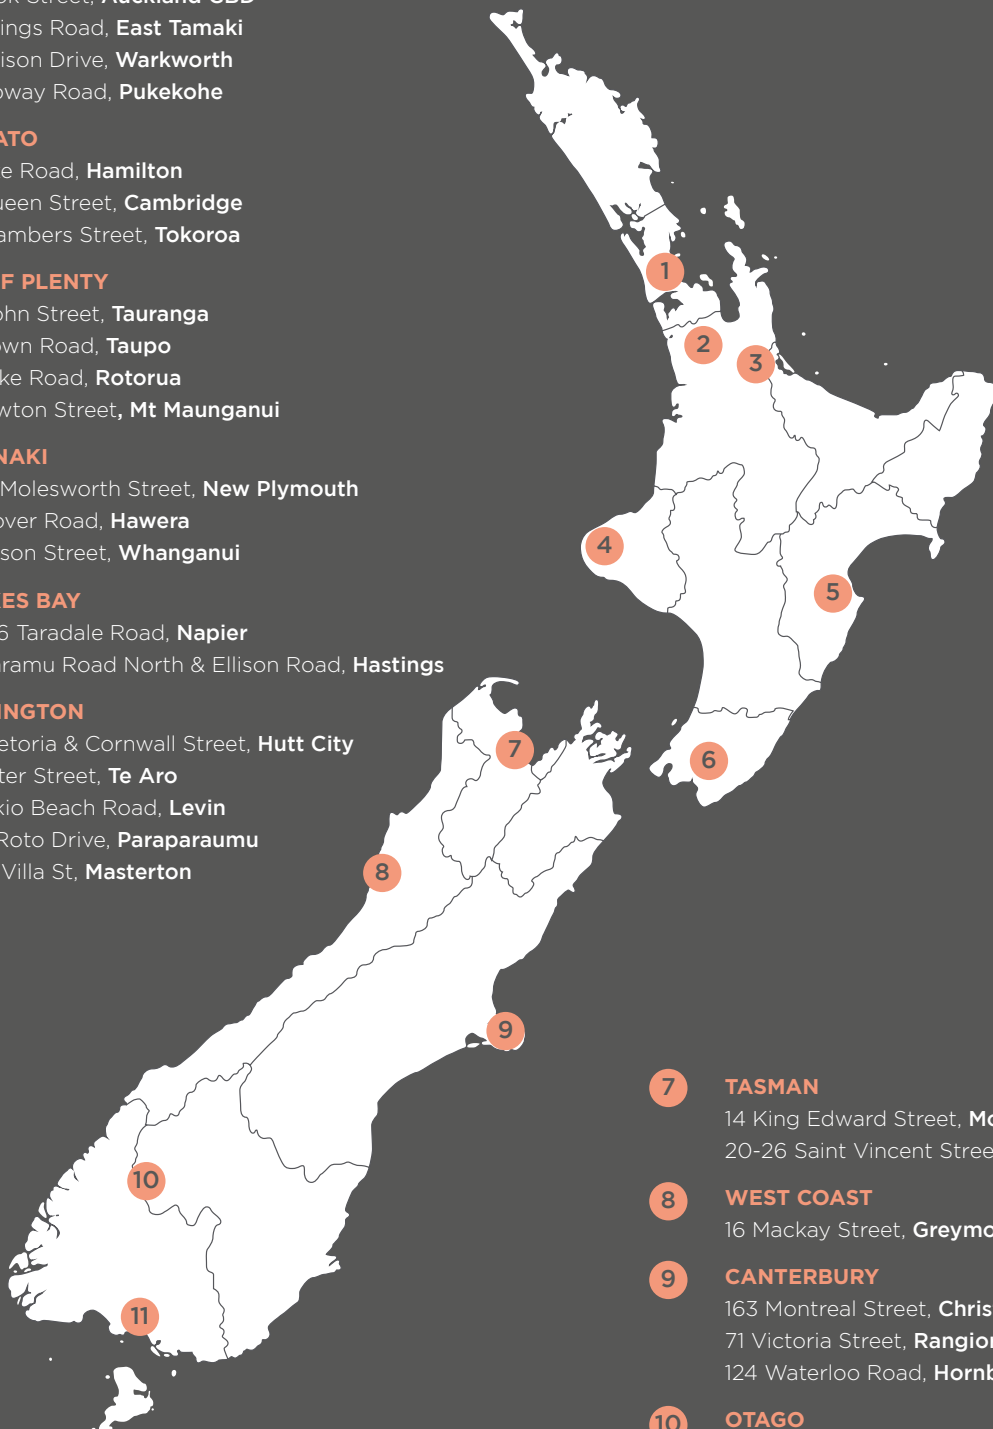 Auckland CBD
ings Road, East Tamaki
ison Drive, Warkworth
way Road, Pukekohe
ATO
e Road, Hamilton
ueen Street, Cambridge
ambers Street, Tokoroa
F PLENTY
ohn Street, Tauranga
own Road, Taupo
ke Road, Rotorua
wton Street, Mt Maunganui
NAKI
Molesworth Street, New Plymouth
over Road, Hawera
son Street, Whanganui
ES BAY
6 Taradale Road, Napier
aramu Road North & Ellison Road, Hastings
INGTON
etoria & Cornwall Street, Hutt City
ter Street, Te Aro
kio Beach Road, Levin
Roto Drive, Paraparaumu
Villa St, Masterton
1
2
3
4
5
6
7
8
9
10
11
7 TASMAN
14 King Edward Street, Mo
20-26 Saint Vincent Stree
8 WEST COAST
16 Mackay Street, Greymo
9 CANTERBURY
163 Montreal Street, Chris
71 Victoria Street, Rangior
124 Waterloo Road, Hornb
10 OTAGO